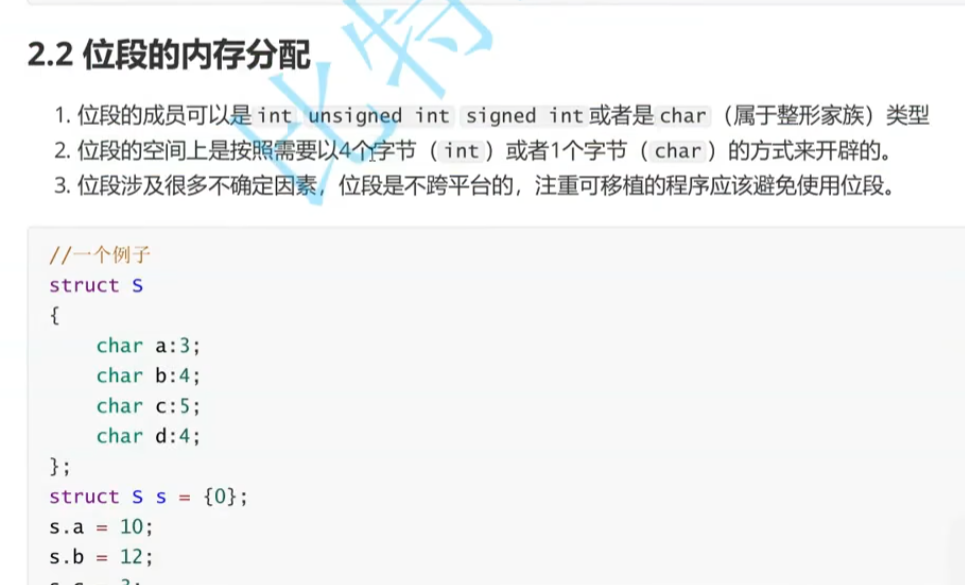 2.2 位段的内存分配
比特
1. 位段的成员可以是 int unsigned int signed int 或者是 char （属于整形家族）类型
2. 位段的空间上是按照需要以4个字节（ int ）或者1个字节（ char ）的方式来开辟的。
3. 位段涉及很多不确定因素，位段是不跨平台的，注重可移植的程序应该避免使用位段。
//一个例子
struct S
{
    char a:3;
    char b:4;
    char c:5;
    char d:4;
};
struct S s = {0};
s.a = 10;
s.b = 12;